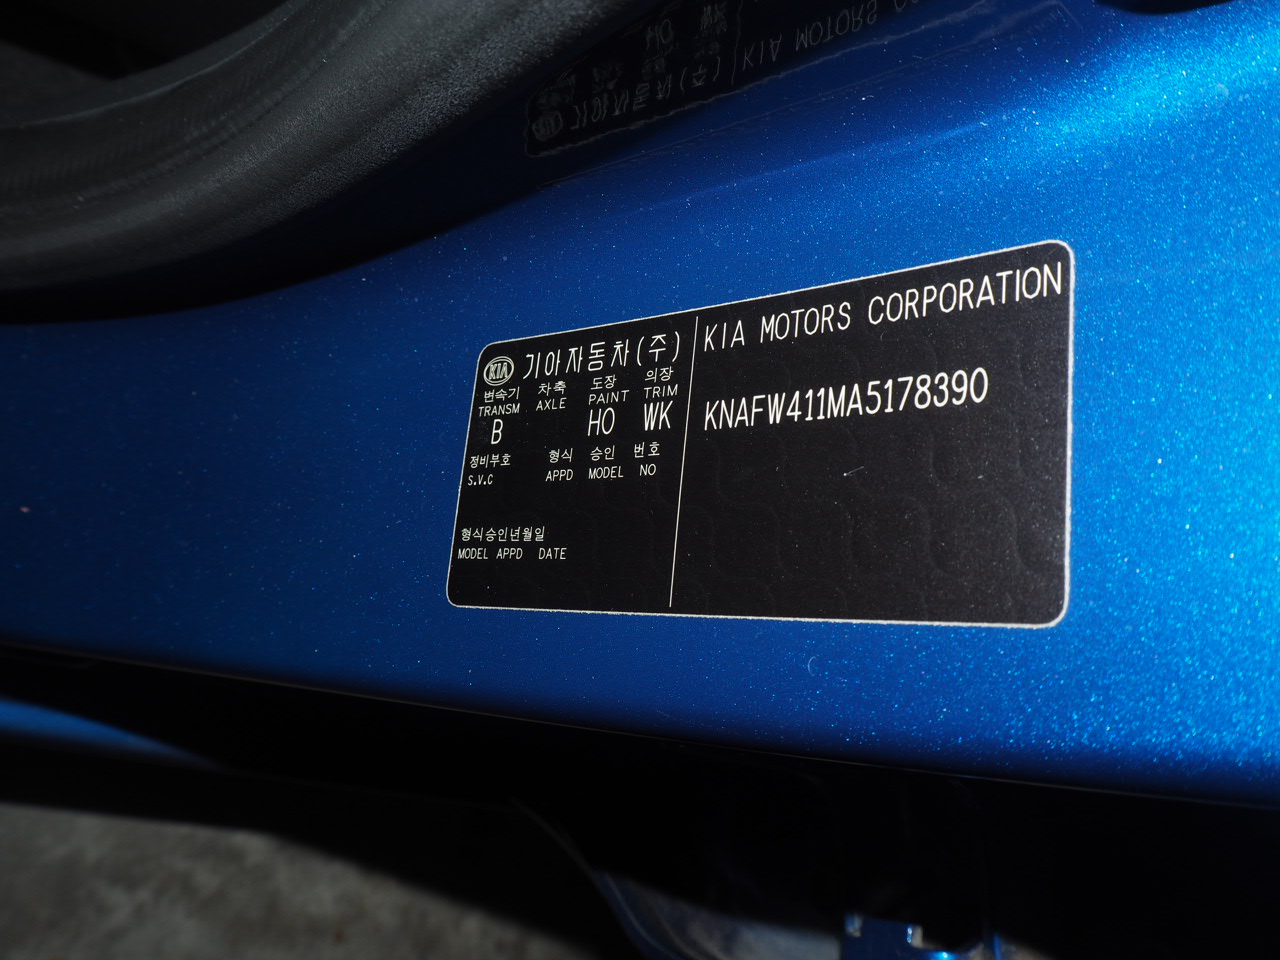 KIA 기아자동차(주)
변속기 차축 도장 의장
TRANSM AXLE PAINT TRIM
B HO WK
정비부호 형식 승인 번호
S.V.C APPD MODEL NO
형식승인년월일
MODEL APPD DATE
KIA MOTORS CORPORATION
KNAFW411MA5178390